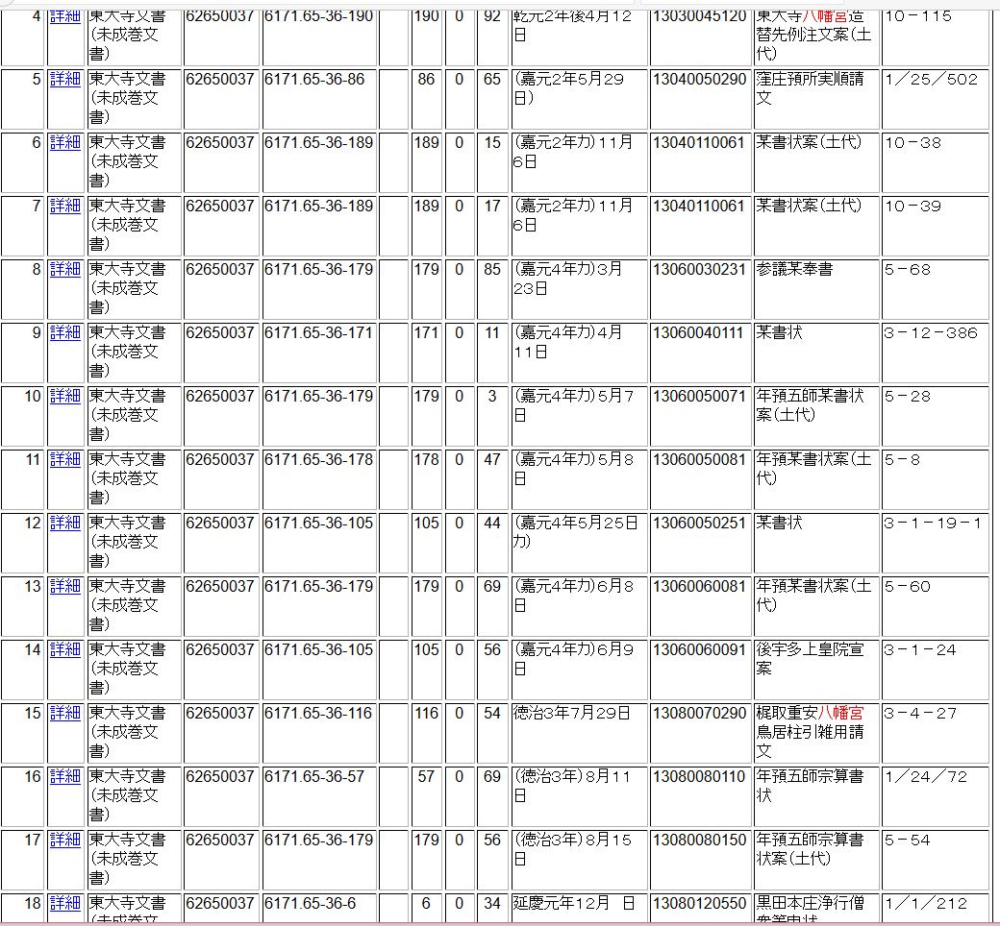 4 詳細 東大寺文書 62650037 6171.65-36-190 190 0 92 乾元2年後4月12 13030045120 東大寺八幡宮造 10-115
(未成巻文 日 替先例注文案(土
書) 代)
5 詳細 東大寺文書 62650037 6171.65-36-86 86 0 65 (嘉元2年5月29 13040050290 窪庄預所実順請 1/25/502
(未成巻文 日) 文
書)
6 詳細 東大寺文書 62650037 6171.65-36-189 189 0 15 (嘉元2年カ)11月 13040110061 某書状案(土代) 10-38
(未成巻文 6日
書)
7 詳細 東大寺文書 62650037 6171.65-36-189 189 0 17 (嘉元2年カ)11月 13040110061 某書状案(土代) 10-39
(未成巻文 6日
書)
8 詳細 東大寺文書 62650037 6171.65-36-179 179 0 85 (嘉元4年カ)3月 13060030231 参議某奉書 5-68
(未成巻文 23日
書)
9 詳細 東大寺文書 62650037 6171.65-36-171 171 0 11 (嘉元4年カ)4月 13060040111 某書状 3-12-386
(未成巻文 11日
書)
10 詳細 東大寺文書 62650037 6171.65-36-179 179 0 3 (嘉元4年カ)5月7 13060050071 年預五師某書状 5-28
(未成巻文 日 案(土代)
書)
11 詳細 東大寺文書 62650037 6171.65-36-178 178 0 47 (嘉元4年カ)5月8 13060050081 年預某書状案(土 5-8
(未成巻文 日 代)
書)
12 詳細 東大寺文書 62650037 6171.65-36-105 105 0 44 (嘉元4年5月25日 13060050251 某書状 3-1-19-1
(未成巻文 カ)
書)
13 詳細 東大寺文書 62650037 6171.65-36-179 179 0 69 (嘉元4年カ)6月8 13060060081 年預某書状案(土 5-60
(未成巻文 日 代)
書)
14 詳細 東大寺文書 62650037 6171.65-36-105 105 0 56 (嘉元4年カ)6月9 13060060091 後宇多上皇院宣 3-1-24
(未成巻文 日 案
書)
15 詳細 東大寺文書 62650037 6171.65-36-116 116 0 54 徳治3年7月29日 13080070290 梶取重安八幡宮 3-4-27
(未成巻文 鳥居柱引雑用請
書) 文
16 詳細 東大寺文書 62650037 6171.65-36-57 57 0 69 (徳治3年)8月11 13080080110 年預五師宗算書 1/24/72
(未成巻文 日 状
書)
17 詳細 東大寺文書 62650037 6171.65-36-179 179 0 56 (徳治3年)8月15 13080080150 年預五師宗算書 5-54
(未成巻文 日 状案(土代)
書)
18 詳細 東大寺文書 62650037 6171.65-36-6 6 0 34 延慶元年12月 日 13080120550 黒田本庄浄行僧 1/1/212
(未成巻文 衆等申状